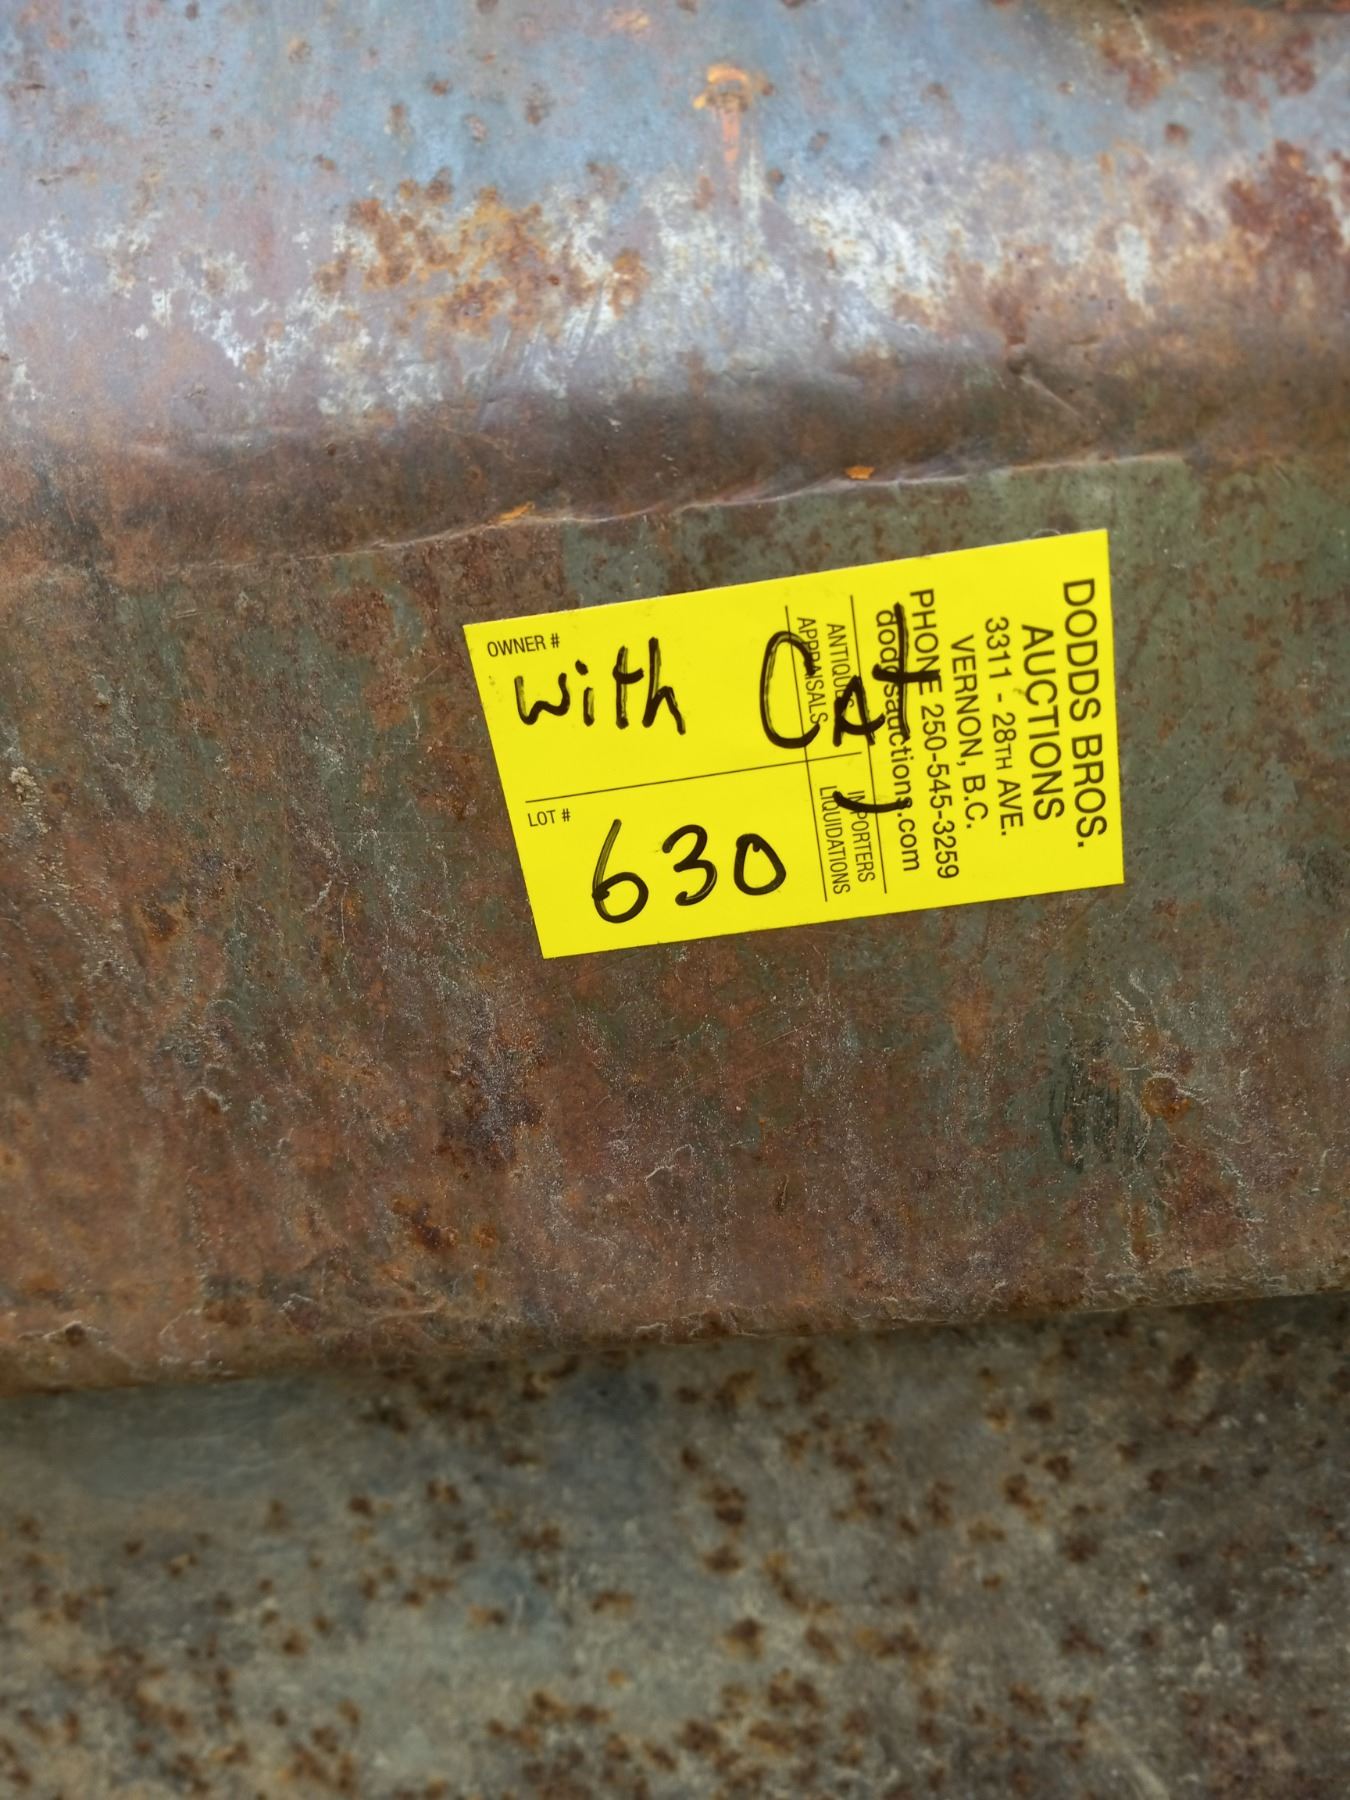 OWNER #
with CAT
LOT #
630
DODDS BROS.
AUCTIONS
3311 - 28TH AVE.
VERNON, B.C.
PHONE 250-545-3259
doddsauctions.com
ANTIQUES IMPORTERS
APPRAISALS LIQUIDATIONS